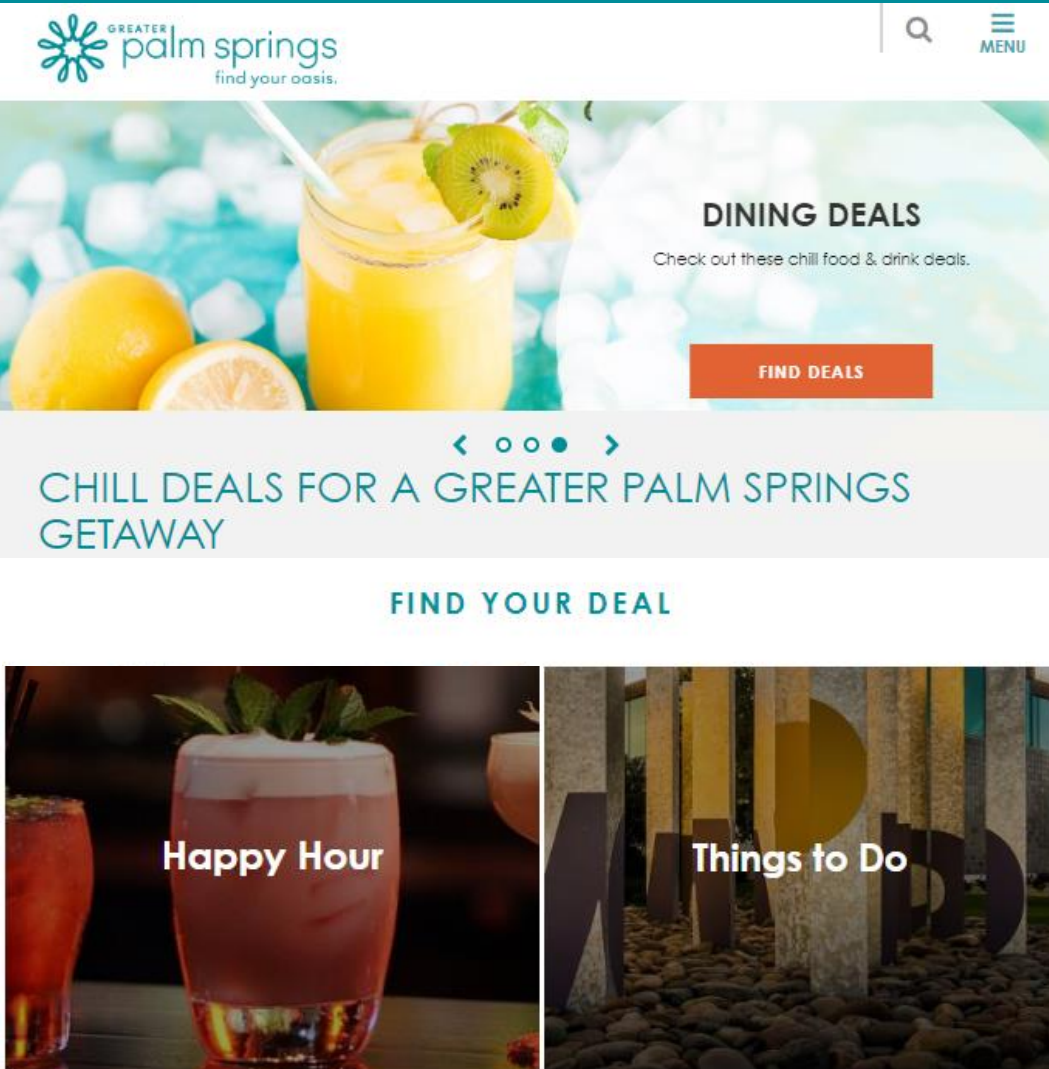 GREATER
palm springs
find your oasis.
MENU
DINING DEALS
Check out these chill food & drink deals.
FIND DEALS
CHILL DEALS FOR A GREATER PALM SPRINGS
GETAWAY
FIND YOUR DEAL
Happy Hour
Things to Do